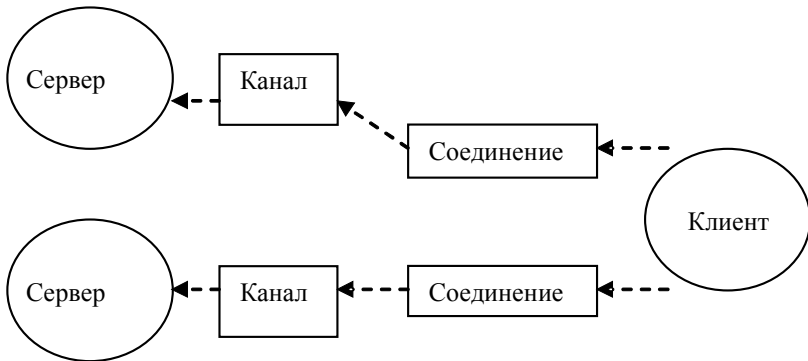 Сервер
Канал
Соединение
Клиент
Сервер
Канал
Соединение